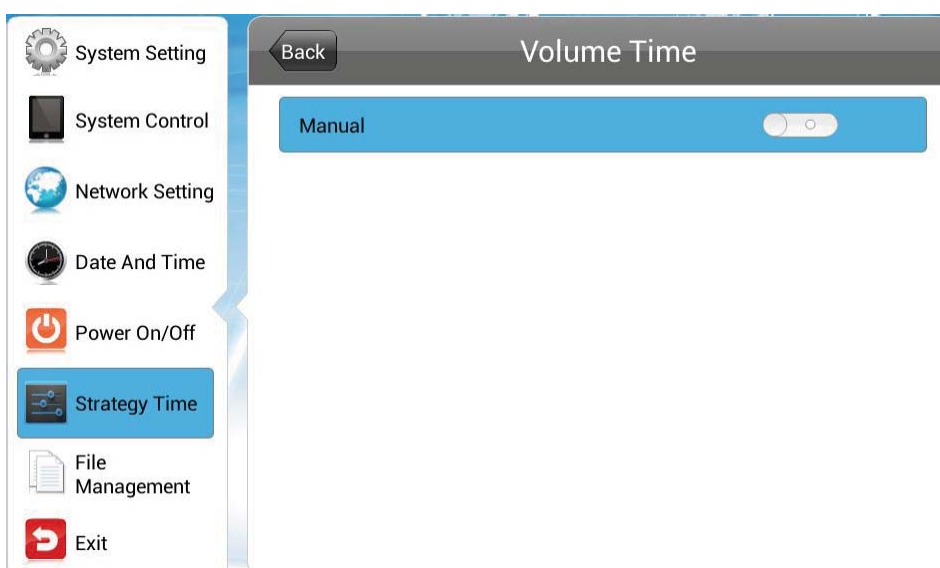 System Setting
System Control
Network Setting
Date And Time
Power On/Off
Strategy Time
File
Management
Exit
Back
Volume Time
Manual